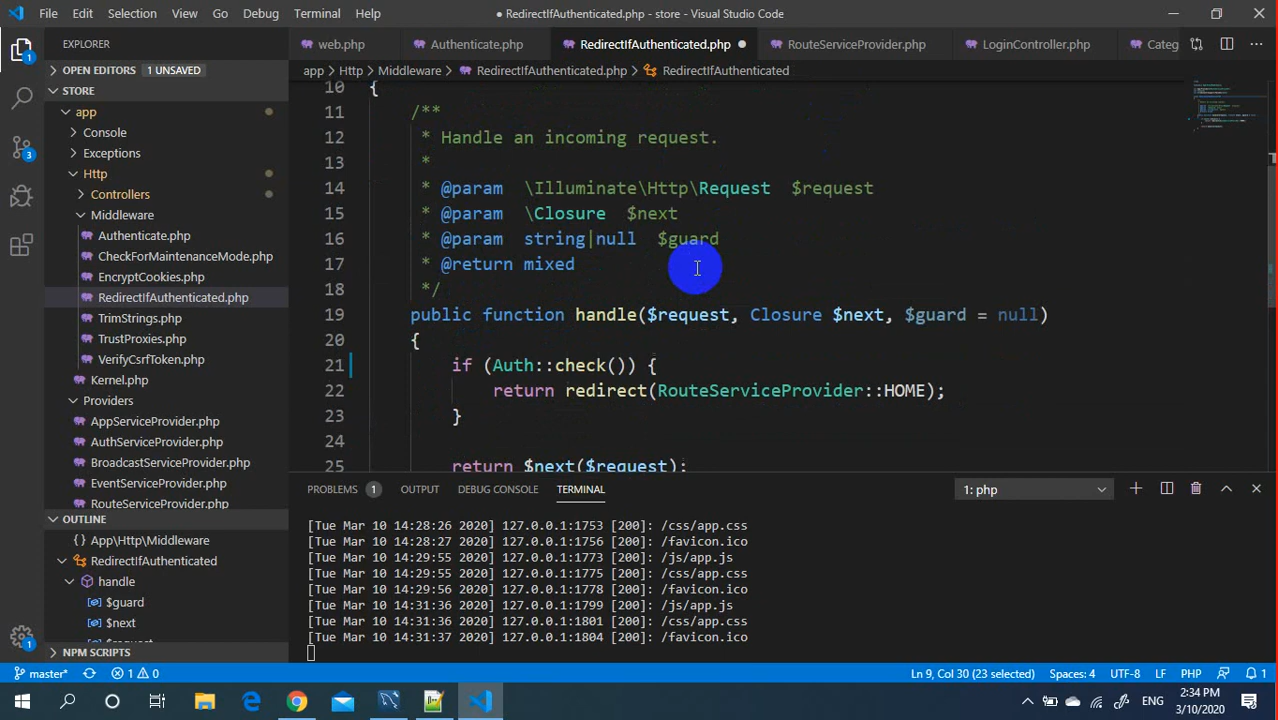 File Edit Selection View Go Debug Terminal Help
● RedirectIfAuthenticated.php - store - Visual Studio Code
EXPLORER
OPEN EDITORS 1 UNSAVED
STORE
app
Console
Exceptions
Http
Controllers
Middleware
Authenticate.php
CheckForMaintenanceMode.php
EncryptCookies.php
RedirectIfAuthenticated.php
TrimStrings.php
TrustProxies.php
VerifyCsrfToken.php
Kernel.php
Providers
AppServiceProvider.php
AuthServiceProvider.php
BroadcastServiceProvider.php
EventServiceProvider.php
RouteServiceProvider.php
OUTLINE
{} App\Http\Middleware
RedirectIfAuthenticated
handle
$guard
$next
$request
NPM SCRIPTS
1
3
1
web.php Authenticate.php RedirectIfAuthenticated.php ● RouteServiceProvider.php LoginController.php Categ
app > Http > Middleware > RedirectIfAuthenticated.php > RedirectIfAuthenticated
10 {
11 /**
12 * Handle an incoming request.
13 *
14 * @param \Illuminate\Http\Request $request
15 * @param \Closure $next
16 * @param string|null $guard
17 * @return mixed
18 */
19 public function handle($request, Closure $next, $guard = null)
20 {
21 if (Auth::check()) {
22 return redirect(RouteServiceProvider::HOME);
23 }
24
25 return $next($request);
PROBLEMS 1 OUTPUT DEBUG CONSOLE TERMINAL 1: php
[Tue Mar 10 14:28:26 2020] 127.0.0.1:1753 [200]: /css/app.css
[Tue Mar 10 14:28:27 2020] 127.0.0.1:1756 [200]: /favicon.ico
[Tue Mar 10 14:29:55 2020] 127.0.0.1:1773 [200]: /js/app.js
[Tue Mar 10 14:29:55 2020] 127.0.0.1:1775 [200]: /css/app.css
[Tue Mar 10 14:29:56 2020] 127.0.0.1:1778 [200]: /favicon.ico
[Tue Mar 10 14:31:36 2020] 127.0.0.1:1799 [200]: /js/app.js
[Tue Mar 10 14:31:36 2020] 127.0.0.1:1801 [200]: /css/app.css
[Tue Mar 10 14:31:37 2020] 127.0.0.1:1804 [200]: /favicon.ico
master* 1 0 Ln 9, Col 30 (23 selected) Spaces: 4 UTF-8 LF PHP 1
ENG 2:34 PM
3/10/2020